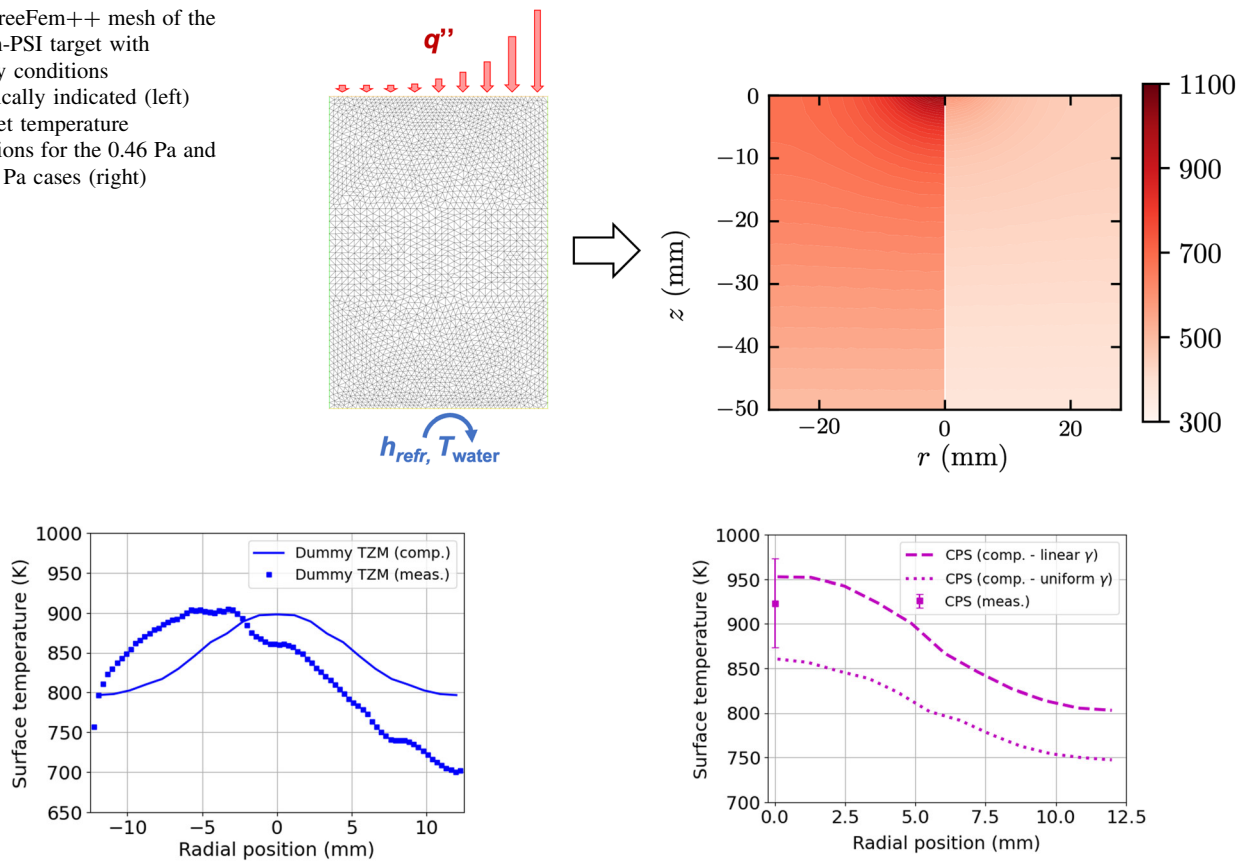 reeFem++ mesh of the
-PSI target with
conditions
ically indicated (left)
et temperature
ions for the 0.46 Pa and
Pa cases (right)
q’’
h_refr, T_water
0
−10
−20
−30
−40
−50
z (mm)
−20 0 20
r (mm)
1100
900
700
500
300
1000
950
900
850
800
750
700
650
Surface temperature (K)
Dummy TZM (comp.)
Dummy TZM (meas.)
−10 −5 0 5 10
Radial position (mm)
1000
950
900
850
800
750
700
Surface temperature (K)
CPS (comp. - linear γ)
CPS (comp. - uniform γ)
CPS (meas.)
0.0 2.5 5.0 7.5 10.0 12.5
Radial position (mm)